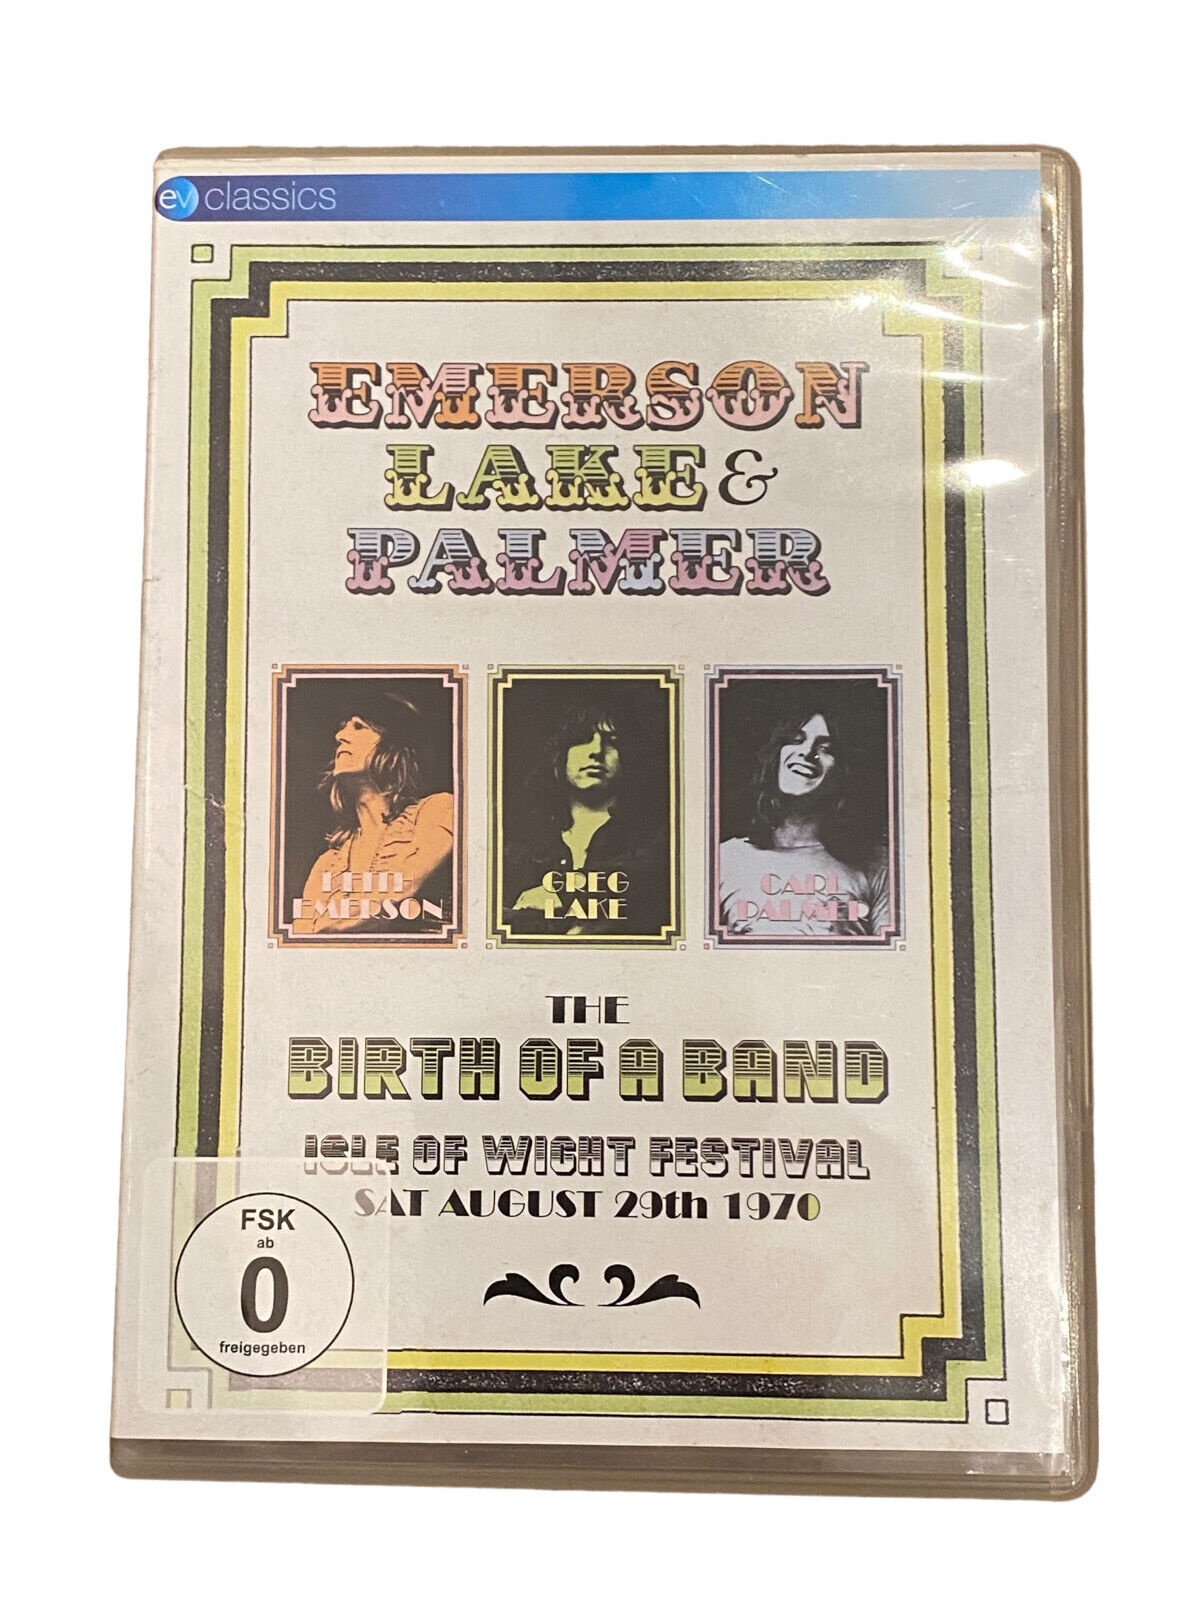 ev classics
EMERSON
LAKE &
PALMER
KEITH
EMERSON
GREG
LAKE
CARL
PALMER
THE
BIRTH OF A BAND
ISLE OF WIGHT FESTIVAL
SAT AUGUST 29th 1970
FSK
ab
0
freigegeben